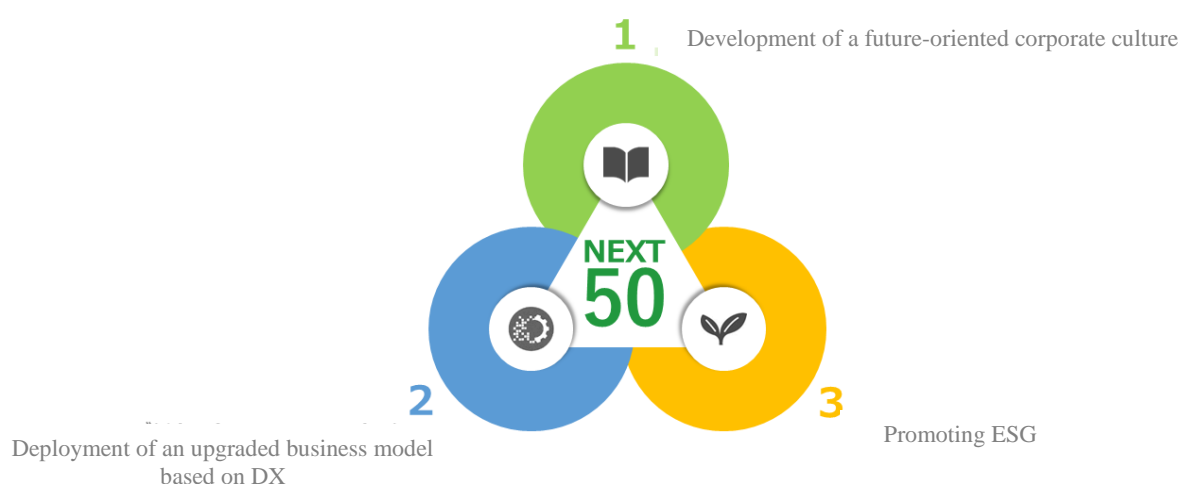 1
Development of a future-oriented corporate culture
NEXT
50
2
Deployment of an upgraded business model
based on DX
3
Promoting ESG